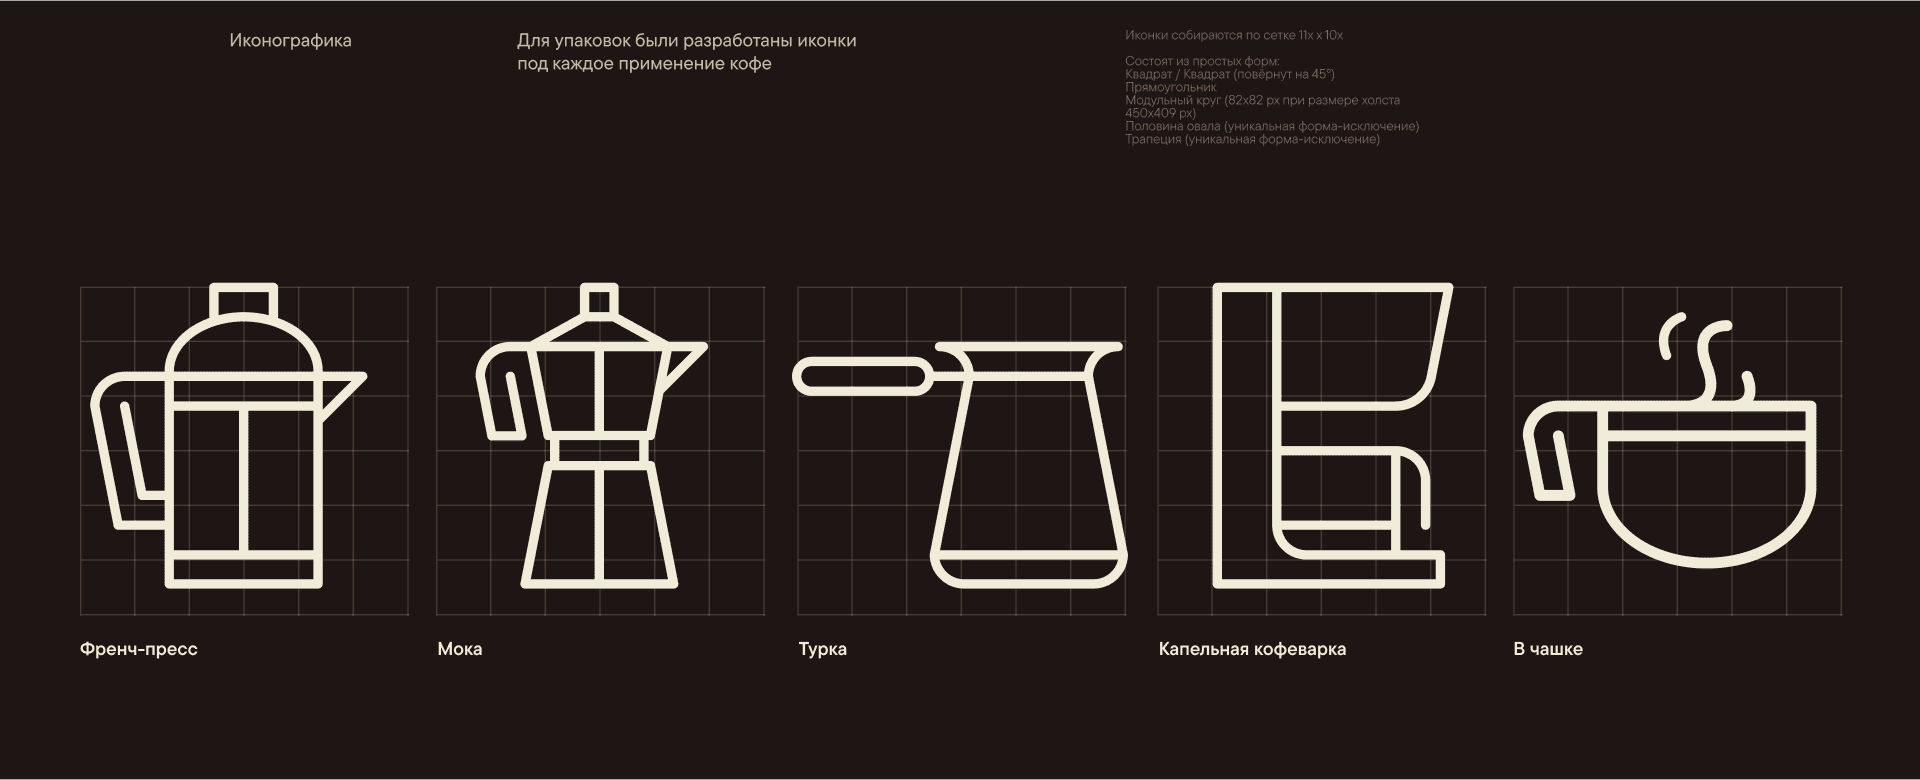 Иконографика
Для упаковок были разработаны иконки
под каждое применение кофе
Иконки собираются по сетке 11x x 10x
Состоят из простых форм:
Квадрат / Квадрат (повёрнут на 45°)
Прямоугольник
Модульный круг (82x82 px при размере холста
450x409 px)
Половина овала (уникальная форма-исключение)
Трапеция (уникальная форма-исключение)
Френч-пресс
Мока
Турка
Капельная кофеварка
В чашке